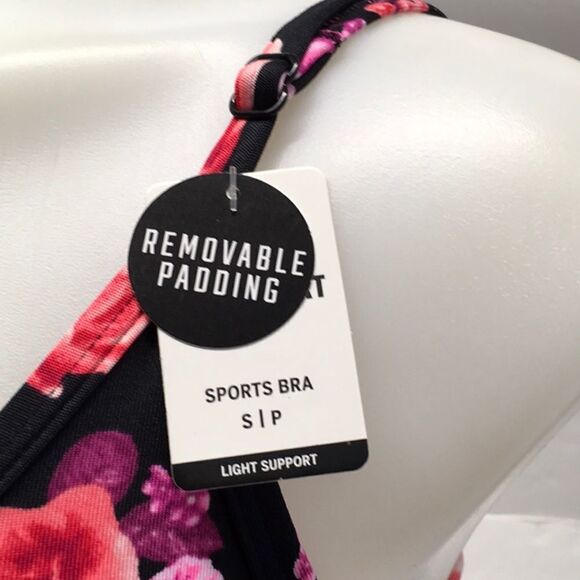 REMOVABLE
PADDING
SPORTS BRA
S|P
LIGHT SUPPORT